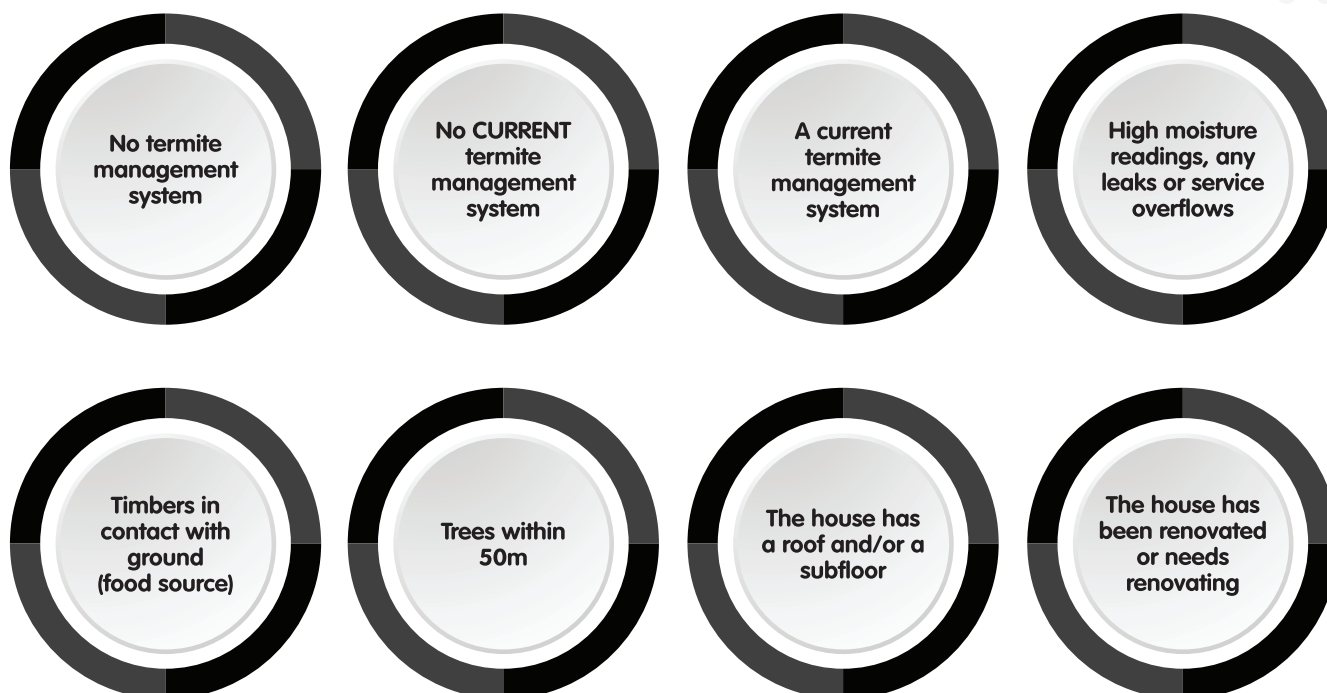 No termite
management
system
No CURRENT
termite
management
system
A current
termite
management
system
High moisture
readings, any
leaks or service
overflows
Timbers in
contact with
ground
(food source)
Trees within
50m
The house has
a roof and/or a
subfloor
The house has
been renovated
or needs
renovating